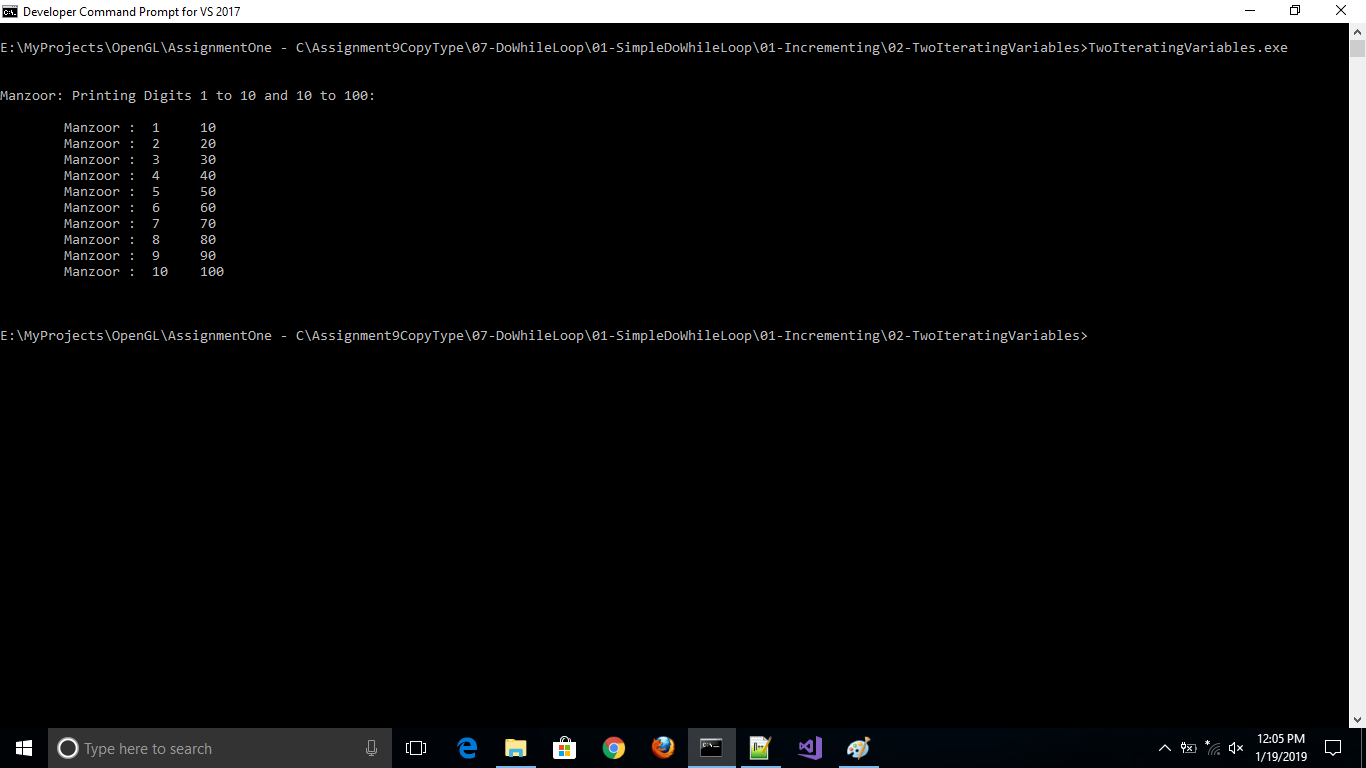 Developer Command Prompt for VS 2017
E:\MyProjects\OpenGL\AssignmentOne - C\Assignment9CopyType\07-DoWhileLoop\01-SimpleDoWhileLoop\01-Incrementing\02-TwoIteratingVariables>TwoIteratingVariables.exe
Manzoor: Printing Digits 1 to 10 and 10 to 100:
Manzoor : 1 10
Manzoor : 2 20
Manzoor : 3 30
Manzoor : 4 40
Manzoor : 5 50
Manzoor : 6 60
Manzoor : 7 70
Manzoor : 8 80
Manzoor : 9 90
Manzoor : 10 100
E:\MyProjects\OpenGL\AssignmentOne - C\Assignment9CopyType\07-DoWhileLoop\01-SimpleDoWhileLoop\01-Incrementing\02-TwoIteratingVariables>
Type here to search
12:05 PM
1/19/2019